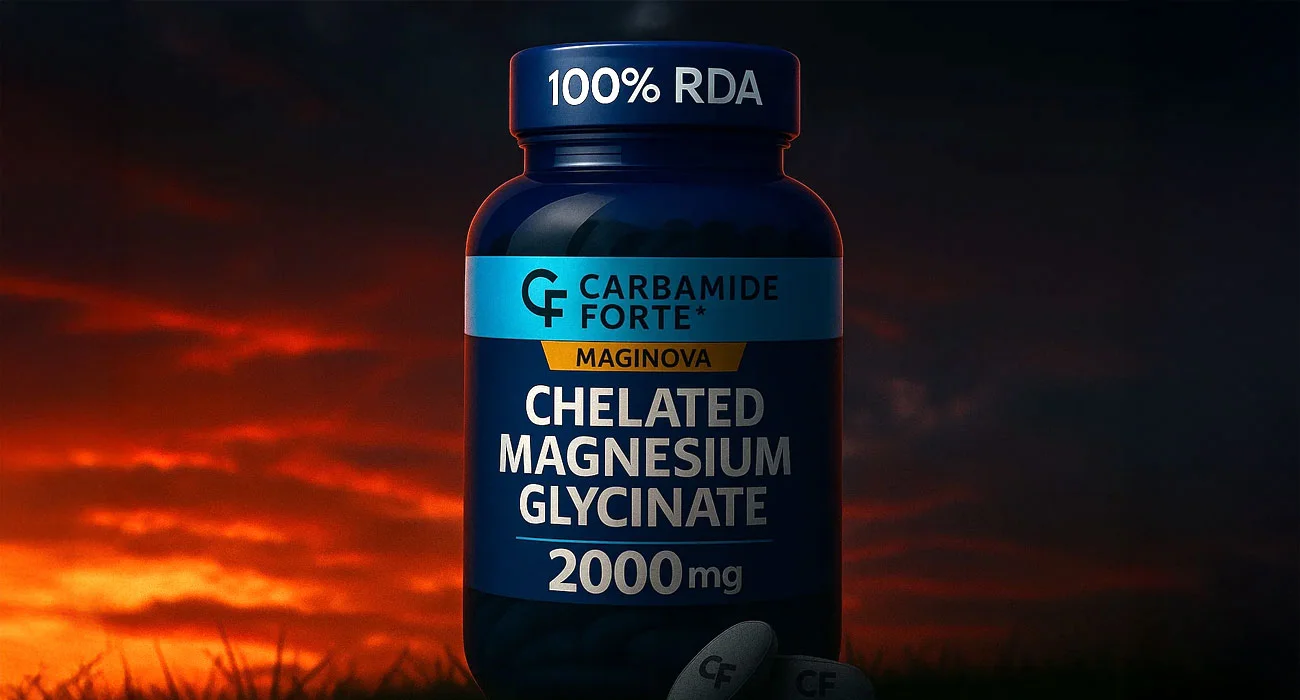 100% RDA
CF CARBAMIDE
FORTE*
MAGINOVA
CHELATED
MAGNESIUM
GLYCINATE
2000mg
CF
CF